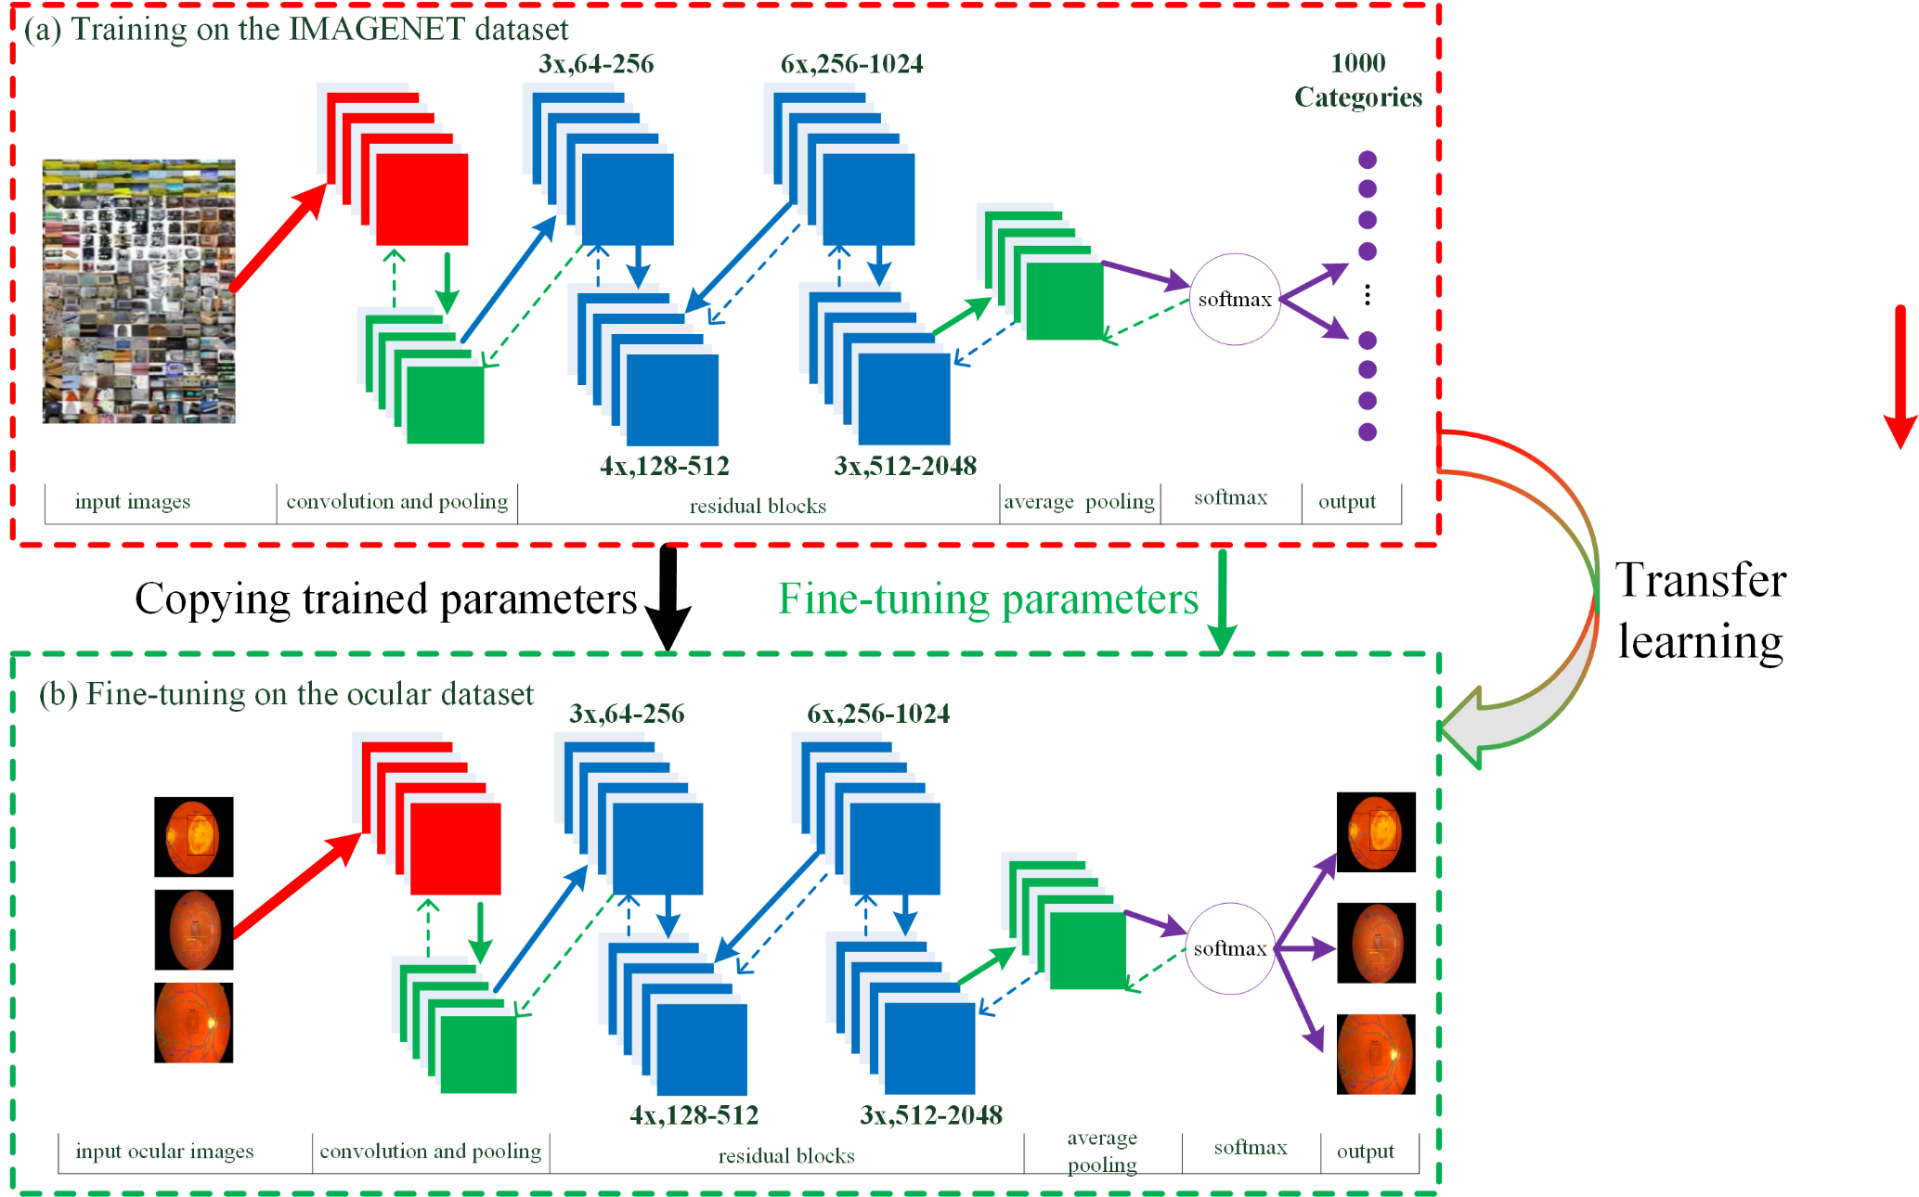 (a) Training on the IMAGENET dataset
3x,64-256
6x,256-1024
1000
Categories
softmax
4x,128-512
3x,512-2048
input images
convolution and pooling
residual blocks
average pooling
softmax
output
Copying trained parameters
Fine-tuning parameters
Transfer
learning
(b) Fine-tuning on the ocular dataset
3x,64-256
6x,256-1024
softmax
4x,128-512
3x,512-2048
input ocular images
convolution and pooling
residual blocks
average
pooling
softmax
output